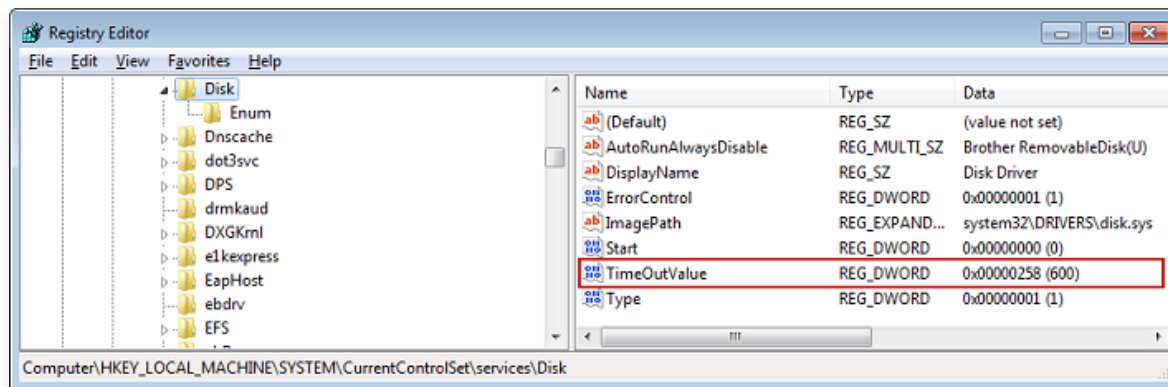 Registry Editor
File Edit View Favorites Help
Disk
Enum
Dnscache
dot3svc
DPS
drmkaud
DXGKrnl
e1kexpress
EapHost
ebdrv
EFS
Name Type Data
(Default) REG_SZ (value not set)
AutoRunAlwaysDisable REG_MULTI_SZ Brother RemovableDisk(U)
DisplayName REG_SZ Disk Driver
ErrorControl REG_DWORD 0x00000001 (1)
ImagePath REG_EXPAND... system32\DRIVERS\disk.sys
Start REG_DWORD 0x00000000 (0)
TimeOutValue REG_DWORD 0x00000258 (600)
Type REG_DWORD 0x00000001 (1)
Computer\HKEY_LOCAL_MACHINE\SYSTEM\CurrentControlSet\services\Disk